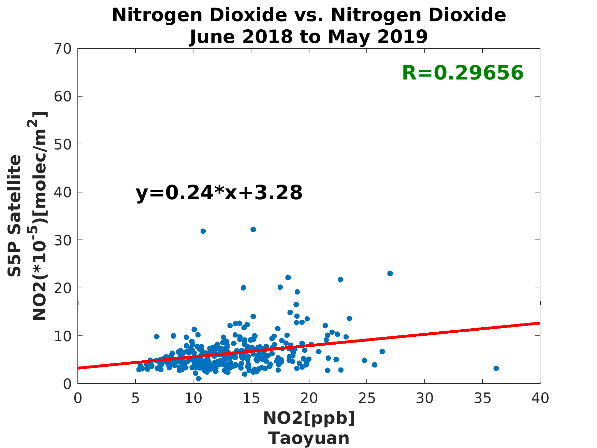 Nitrogen Dioxide vs. Nitrogen Dioxide
June 2018 to May 2019
70
60
50
40
30
20
10
0
R=0.29656
y=0.24*x+3.28
S5P Satellite
NO2(*10^-5)[molec/m^2]
0 5 10 15 20 25 30 35 40
NO2[ppb]
Taoyuan